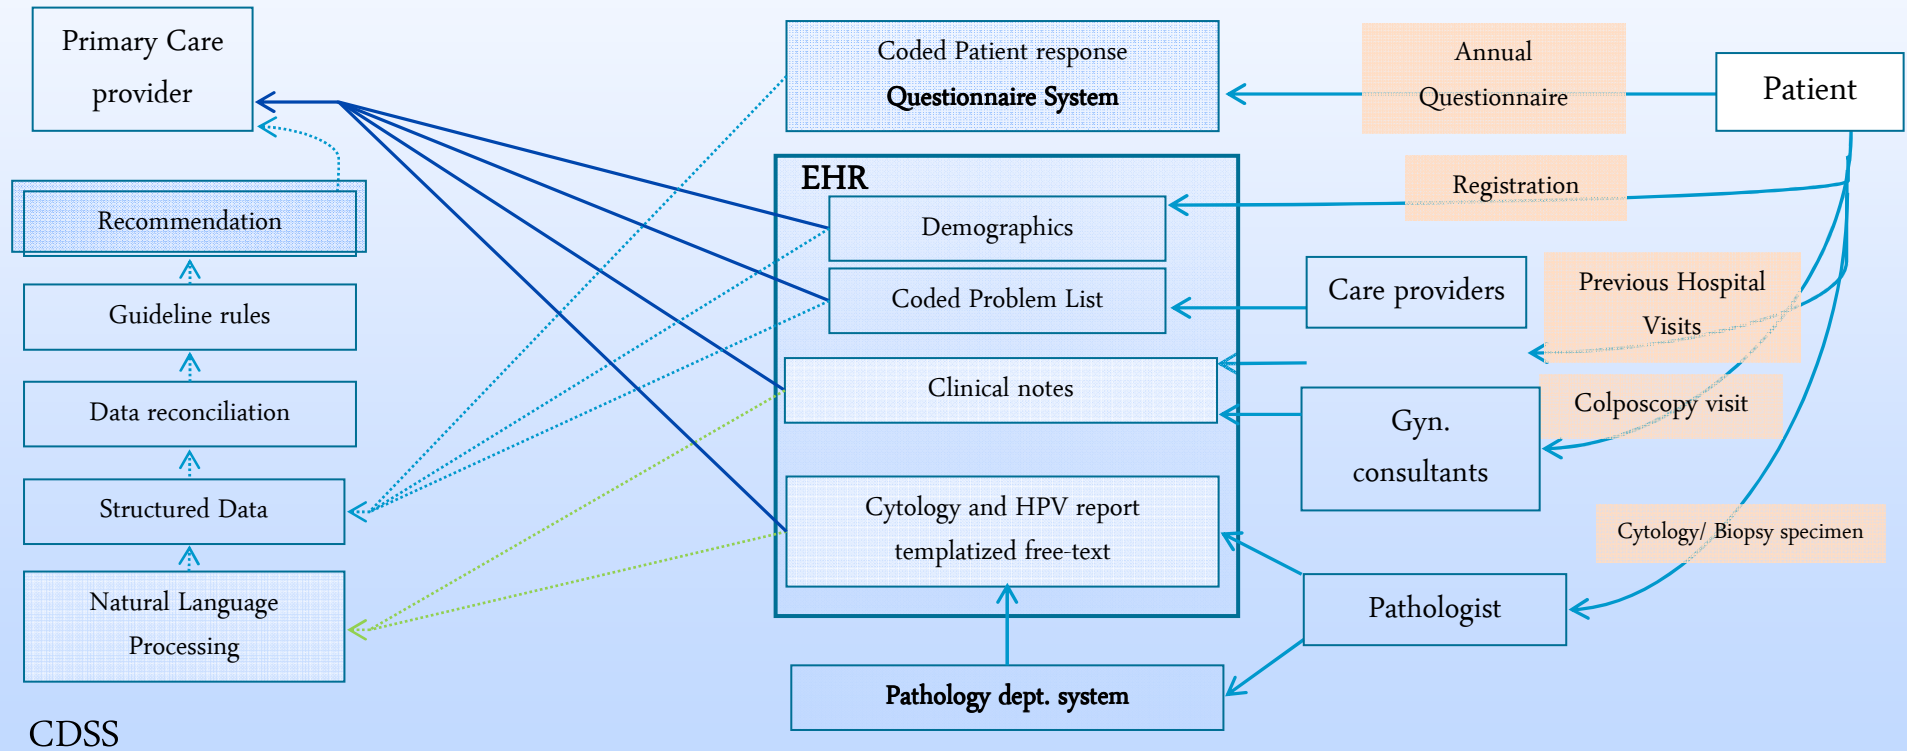 Primary Care
provider
Recommendation
Guideline rules
Data reconciliation
Structured Data
Natural Language
Processing
CDSS
Coded Patient response
Questionnaire System
EHR
Demographics
Coded Problem List
Clinical notes
Cytology and HPV report
templatized free-text
Pathology dept. system
Annual
Questionnaire
Patient
Registration
Care providers
Previous Hospital
Visits
Gyn.
consultants
Colposcopy visit
Cytology/ Biopsy specimen
Pathologist